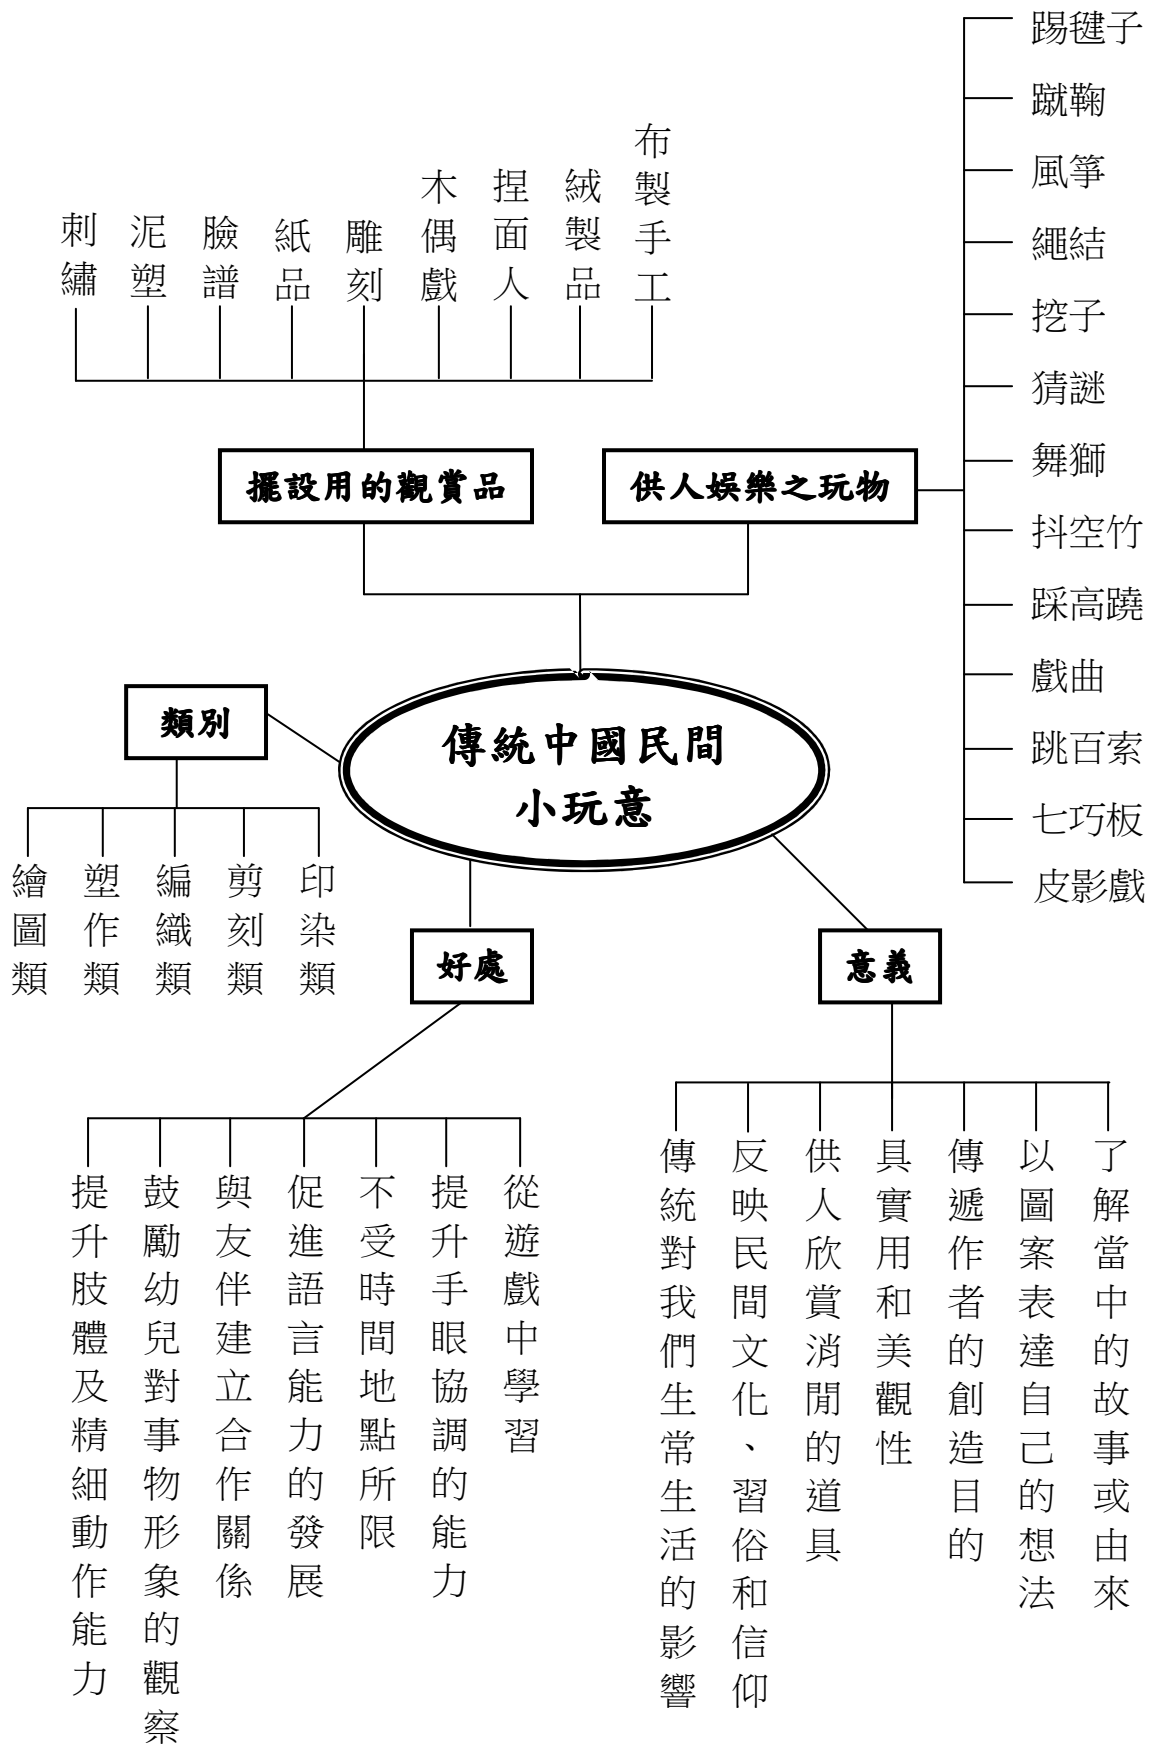 踢毽子
蹴鞠
風箏
繩結
挖子
猜謎
舞獅
抖空竹
踩高蹺
戲曲
跳百索
七巧板
皮影戲
刺繡
泥塑
臉譜
紙品
雕刻
木偶戲
捏面人
絨製品
布製手工
擺設用的觀賞品
供人娛樂之玩物
傳統中國民間
小玩意
類別
繪圖類
塑作類
編織類
剪刻類
印染類
好處
提升肢體及精細動作能力
鼓勵幼兒對事物形象的觀察
與友伴建立合作關係
促進語言能力的發展
不受時間地點所限
提升手眼協調的能力
從遊戲中學習
意義
傳統對我們生常生活的影響
反映民間文化、習俗和信仰
供人欣賞消閒的道具
具實用和美觀性
傳遞作者的創造目的
以圖案表達自己的想法
了解當中的故事或由來